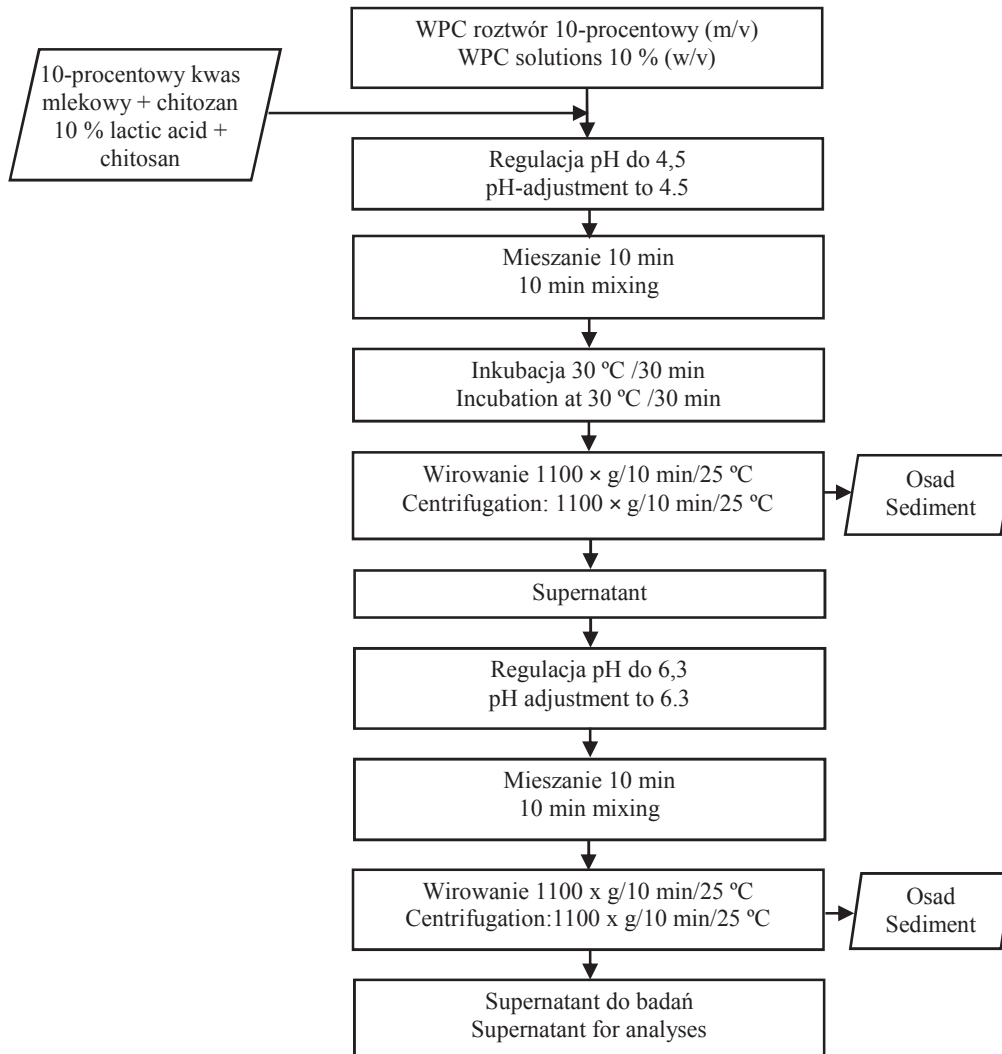 WPC roztwór 10-procentowy (m/v)
WPC solutions 10 % (w/v)
10-procentowy kwas
mlekowy + chitozan
10 % lactic acid +
chitosan
Regulacja pH do 4,5
pH-adjustment to 4.5
Mieszanie 10 min
10 min mixing
Inkubacja 30 ºC /30 min
Incubation at 30 ºC /30 min
Wirowanie 1100 × g/10 min/25 ºC
Centrifugation: 1100 × g/10 min/25 ºC
Osad
Sediment
Supernatant
Regulacja pH do 6,3
pH adjustment to 6.3
Mieszanie 10 min
10 min mixing
Wirowanie 1100 x g/10 min/25 ºC
Centrifugation:1100 x g/10 min/25 ºC
Osad
Sediment
Supernatant do badań
Supernatant for analyses